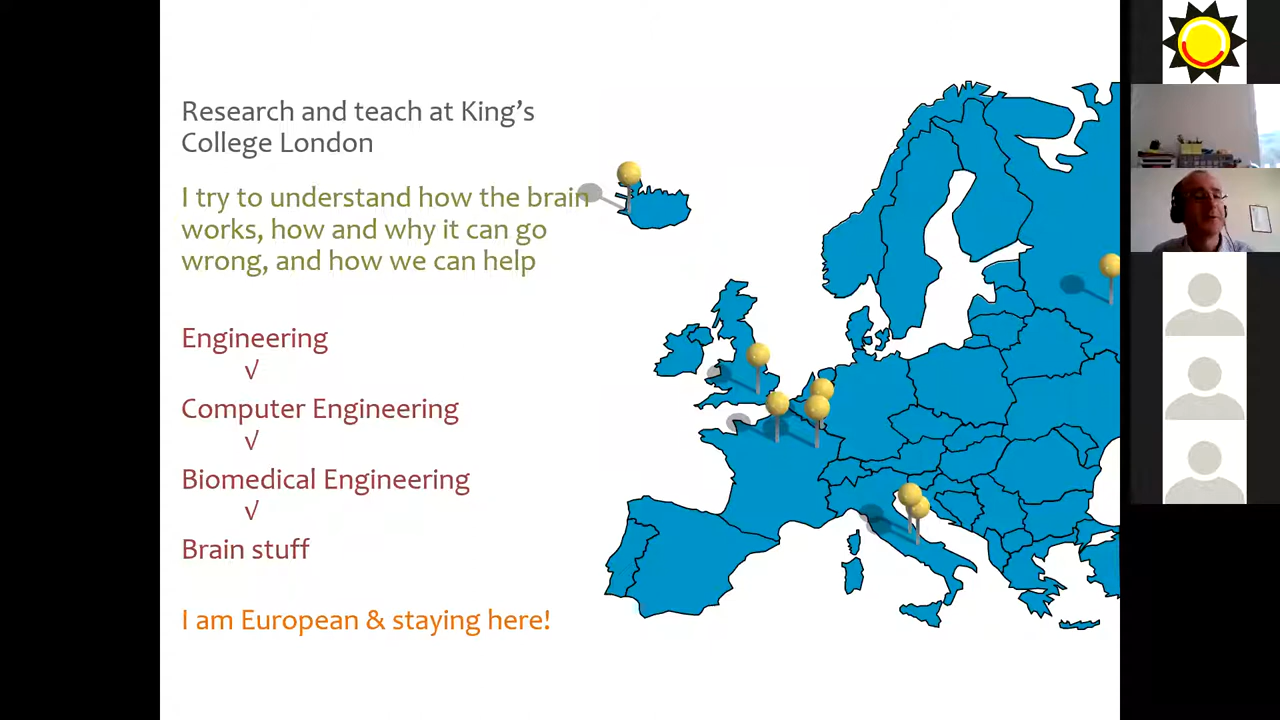 Research and teach at King's
College London
I try to understand how the brain
works, how and why it can go
wrong, and how we can help
Engineering
√
Computer Engineering
√
Biomedical Engineering
√
Brain stuff
I am European & staying here!